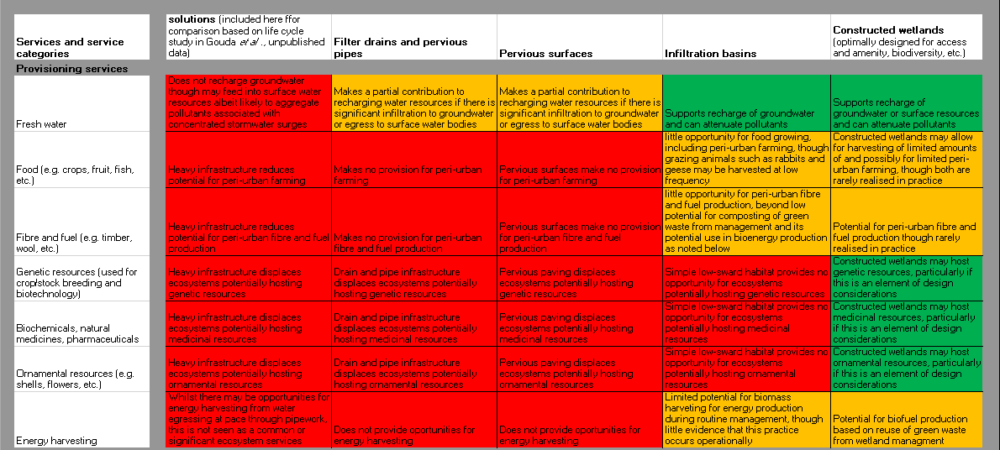 Services and service
categories
solutions (included here ffor
comparison based on life cycle
study in Gouda et al., unpublished
data)
Filter drains and pervious
pipes
Pervious surfaces
Infiltration basins
Constructed wetlands
(optimally designed for access
and amenity, biodiversity, etc.)
Provisioning services
Fresh water
Does not recharge groundwater
though may feed into surface water
resources albeit likely to aggregate
pollutants associated with
concentrated stormwater surges
Makes a partial contribution to
recharging water resources if there is
significant infiltration to groundwater
or egress to surface water bodies
Makes a partial contribution to
recharging water resources if there is
significant infiltration to groundwater
or egress to surface water bodies
Supports recharge of groundwater
and can attenuate pollutants
Supports recharge of
groundwater or surface resources
and can attenuate pollutants
Food (e.g. crops, fruit, fish,
etc.)
Heavy infrastructure reduces
potential for peri-urban farming
Makes no provision for peri-urban
farming
Pervious surfaces make no provision
for peri-urban farming
little opportunity for food growing,
including peri-urban farming, though
grazing animals such as rabbits and
geese may be harvested at low
frequency
Constructed wetlands may allow
for harvesting of limited amounts
of and possibly for limited peri-
urban farming, though both are
rarely realised in practice
Fibre and fuel (e.g. timber,
wool, etc.)
Heavy infrastructure reduces
potential for peri-urban fibre and fuel
production
Makes no provision for peri-urban
fibre and fuel production
Pervious surfaces make no provision
for peri-urban fibre and fuel
production
little opportunity for peri-urban fibre
and fuel production, beyond low
potential for composting of green
waste from management and its
potential use in bioenergy production
as noted below
Potential for peri-urban fibre and
fuel production though rarely
realised in practice
Genetic resources (used for
crop/stock breeding and
biotechnology)
Heavy infrastructure displaces
ecosystems potentially hosting
genetic resources
Drain and pipe infrastructure
displaces ecosystems potentially
hosting genetic resources
Pervious paving displaces
ecosystems potentially hosting
genetic resources
Simple low-sward habitat provides no
opportunity for ecosystems
potentially hosting genetic resources
Constructed wetlands may host
genetic resources, particularly if
this is an element of design
considerations
Biochemicals, natural
medicines, pharmaceuticals
Heavy infrastructure displaces
ecosystems potentially hosting
medicinal resources
Drain and pipe infrastructure
displaces ecosystems potentially
hosting medicinal resources
Pervious paving displaces
ecosystems potentially hosting
medicinal resources
Simple low-sward habitat provides no
opportunity for ecosystems
potentially hosting medicinal
resources
Constructed wetlands may host
medicinal resources, particularly
if this is an element of design
considerations
Ornamental resources (e.g.
shells, flowers, etc.)
Heavy infrastructure displaces
ecosystems potentially hosting
ornamental resources
Drain and pipe infrastructure
displaces ecosystems potentially
hosting ornamental resources
Pervious paving displaces
ecosystems potentially hosting
ornamental resources
Simple low-sward habitat provides no
opportunity for ecosystems
potentially hosting ornamental
resources
Constructed wetlands may host
ornamental resources, particularly
if this is an element of design
considerations
Energy harvesting
Whilst there may be opportunities for
energy harvesting from water
egressing at pace through pipework,
this is not seen as a common or
significant ecosystem services
Does not provide oportunities for
energy harvesting
Does not provide oportunities for
energy harvesting
Limited potential for biomass
harveting for energy production
during routine management, though
little evidence that this practice
occurs operationally
Potential for biofuel production
based on reuse of green waste
from wetland managment